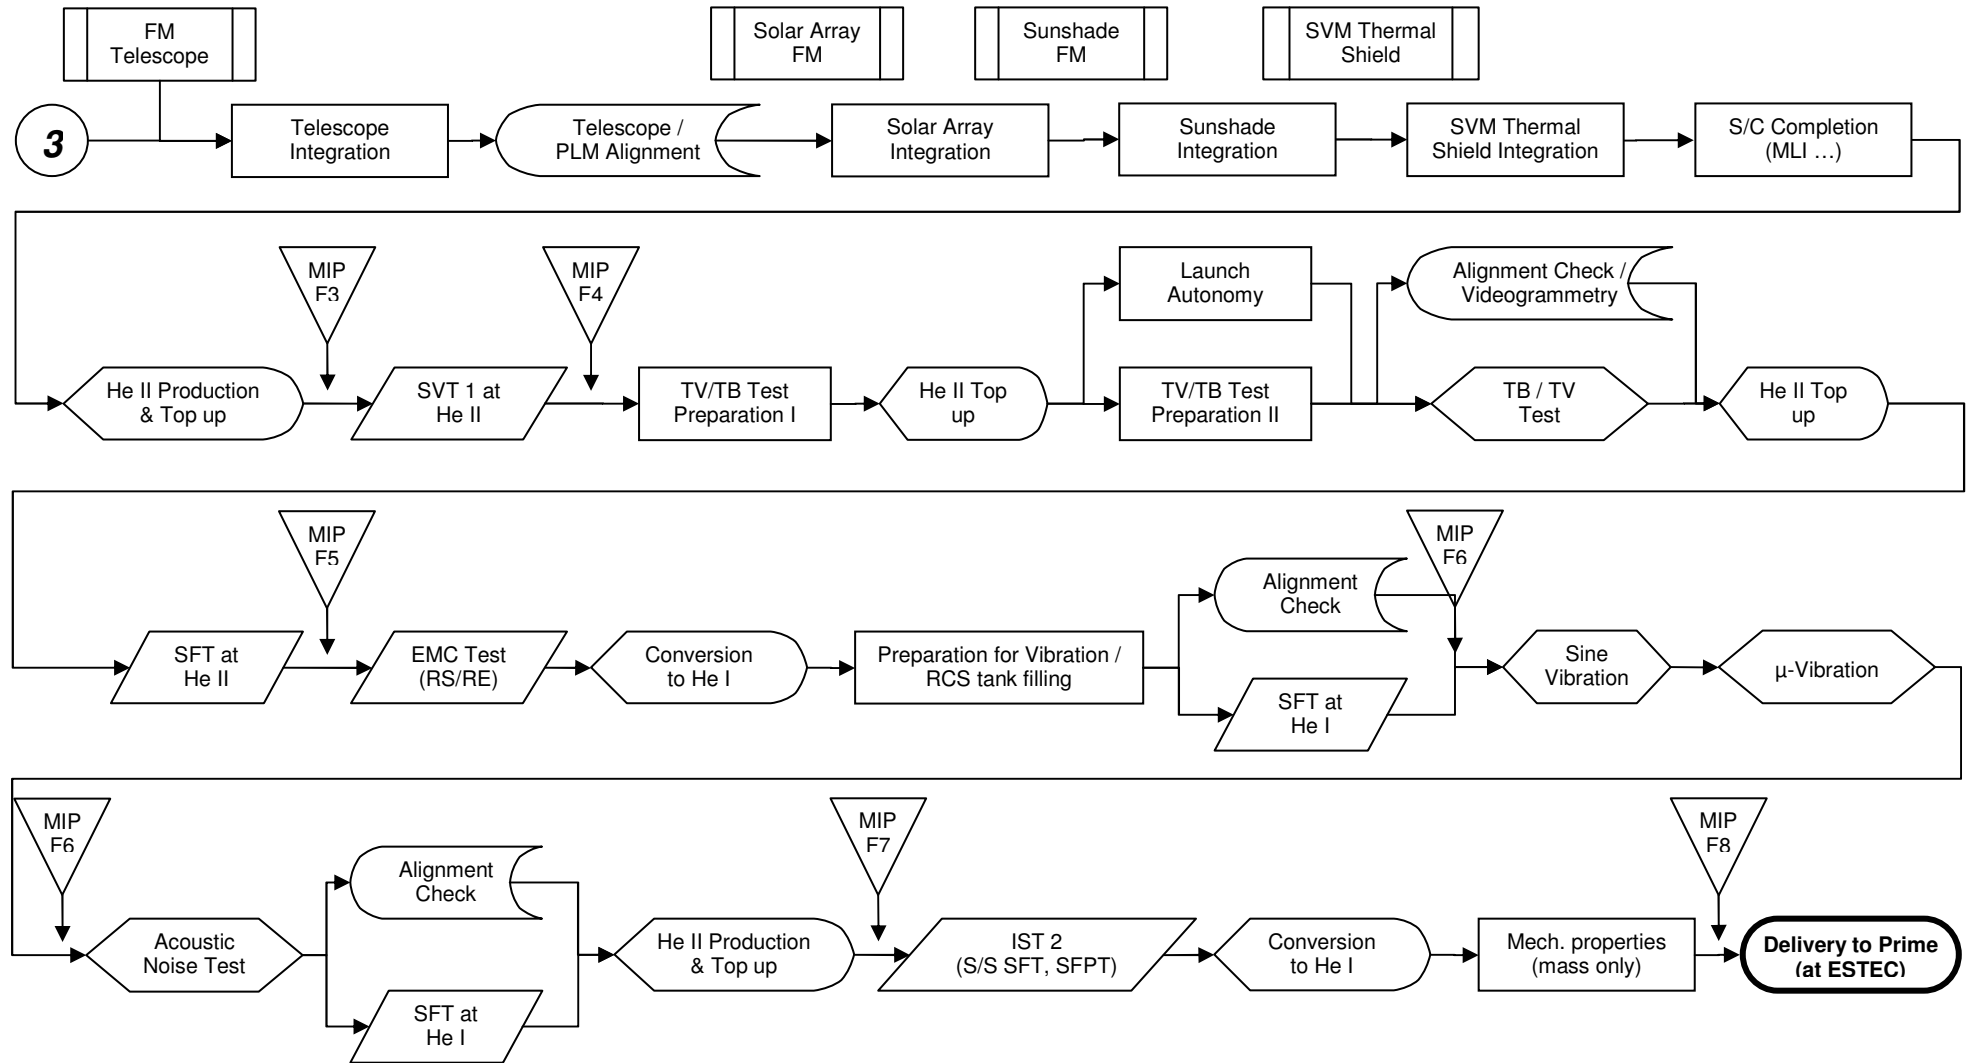 FM
Telescope
Solar Array
FM
Sunshade
FM
SVM Thermal
Shield
3
Telescope
Integration
Telescope /
PLM Alignment
Solar Array
Integration
Sunshade
Integration
SVM Thermal
Shield Integration
S/C Completion
(MLI …)
MIP
F3
MIP
F4
Launch
Autonomy
Alignment Check /
Videogrammetry
He II Production
& Top up
SVT 1 at
He II
TV/TB Test
Preparation I
He II Top
up
TV/TB Test
Preparation II
TB / TV
Test
He II Top
up
MIP
F5
MIP
F6
Alignment
Check
SFT at
He II
EMC Test
(RS/RE)
Conversion
to He I
Preparation for Vibration /
RCS tank filling
SFT at
He I
Sine
Vibration
µ-Vibration
MIP
F6
MIP
F7
MIP
F8
Alignment
Check
Acoustic
Noise Test
SFT at
He I
He II Production
& Top up
IST 2
(S/S SFT, SFPT)
Conversion
to He I
Mech. properties
(mass only)
Delivery to Prime
(at ESTEC)